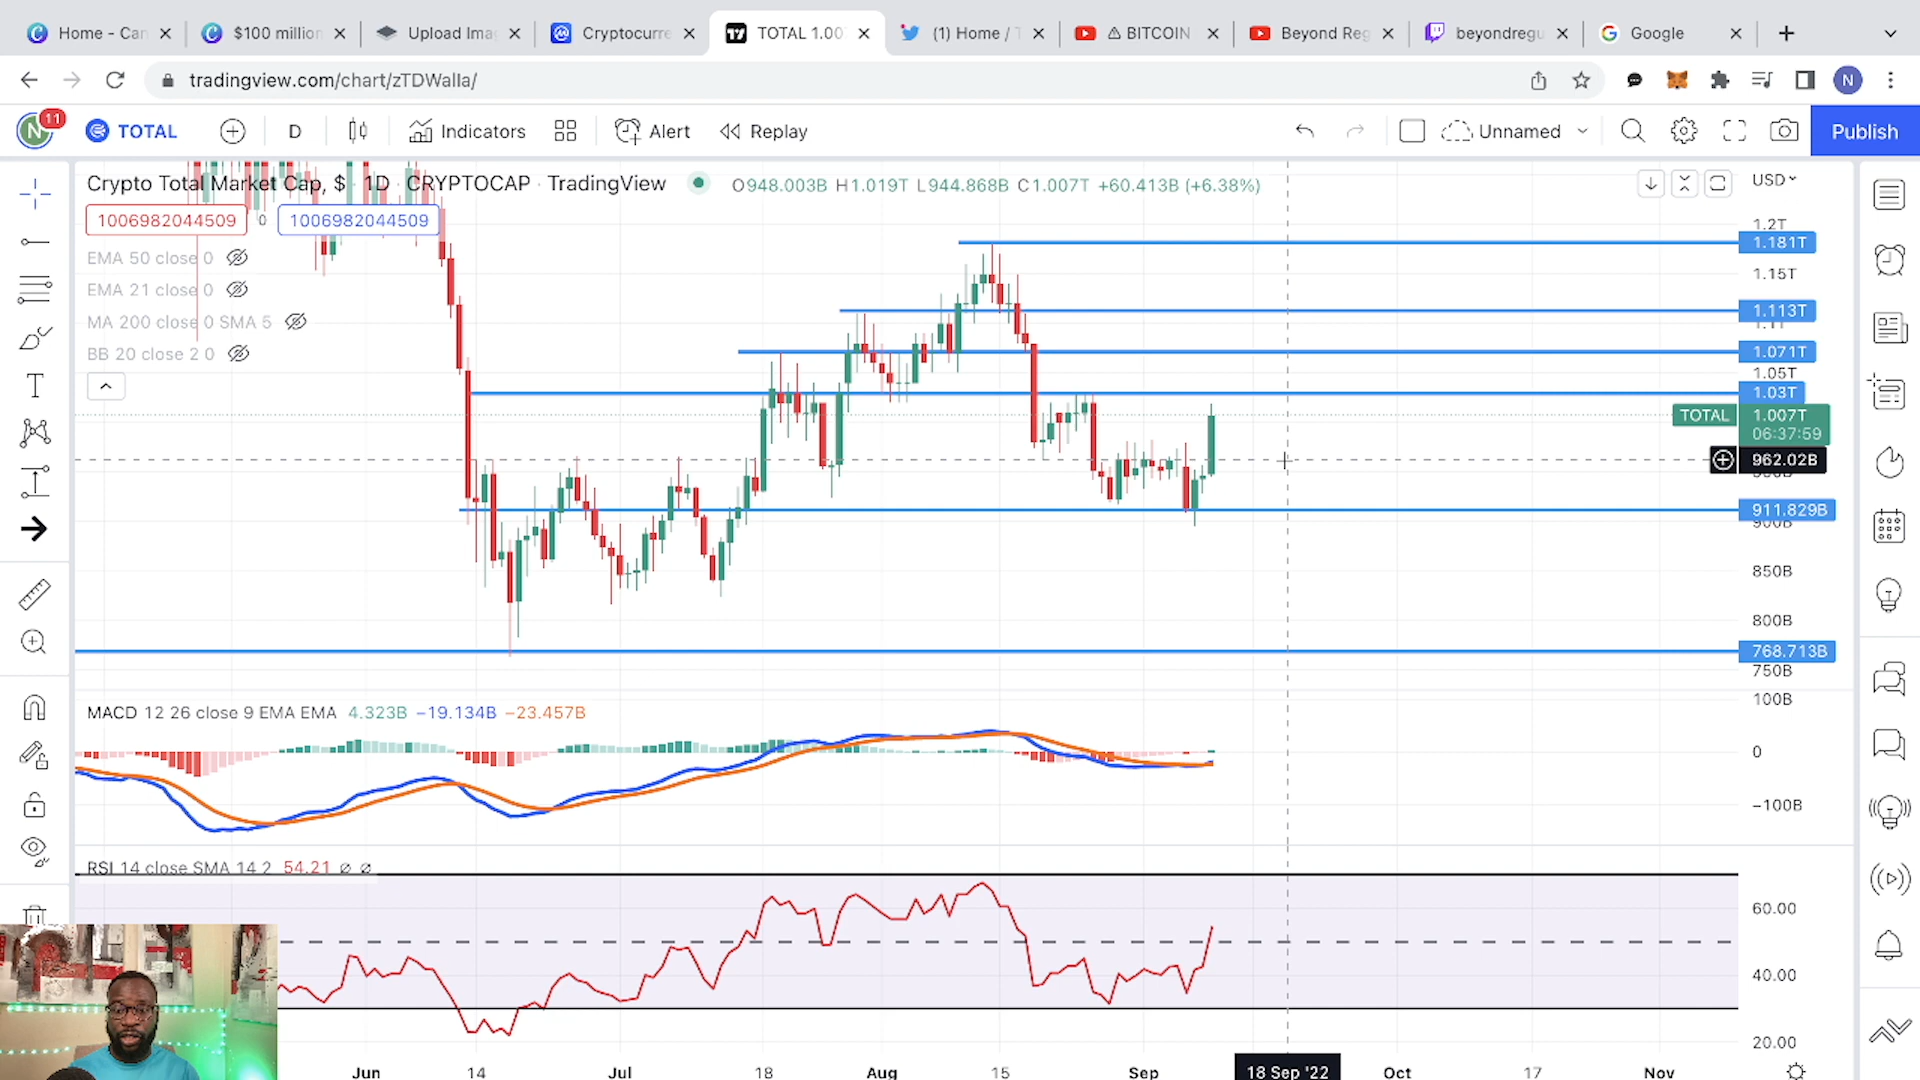 Home - Can
$100 million
Upload Ima
Cryptocurre
TOTAL 1.00
(1) Home / T
⚠ BITCOIN
Beyond Reg
beyondregu
Google
tradingview.com/chart/zTDWalla/
N
N 11
TOTAL
D
Indicators
Alert
Replay
Unnamed
Publish
Crypto Total Market Cap, $ · 1D · CRYPTOCAP · TradingView
O948.003B H1.019T L944.868B C1.007T +60.413B (+6.38%)
USD
1006982044509 0 1006982044509
EMA 50 close 0
EMA 21 close 0
MA 200 close 0 SMA 5
BB 20 close 2 0
1.2T
1.181T
1.15T
1.113T
1.1T
1.071T
1.05T
1.03T
TOTAL 1.007T
06:37:59
962.02B
911.829B
900B
850B
800B
768.713B
750B
MACD 12 26 close 9 EMA EMA 4.323B −19.134B −23.457B
100B
0
−100B
RSI 14 close SMA 14 2 54.21 ∅ ∅
60.00
40.00
20.00
Jun 14 Jul 18 Aug 15 Sep 18 Sep '22 Oct 17 Nov